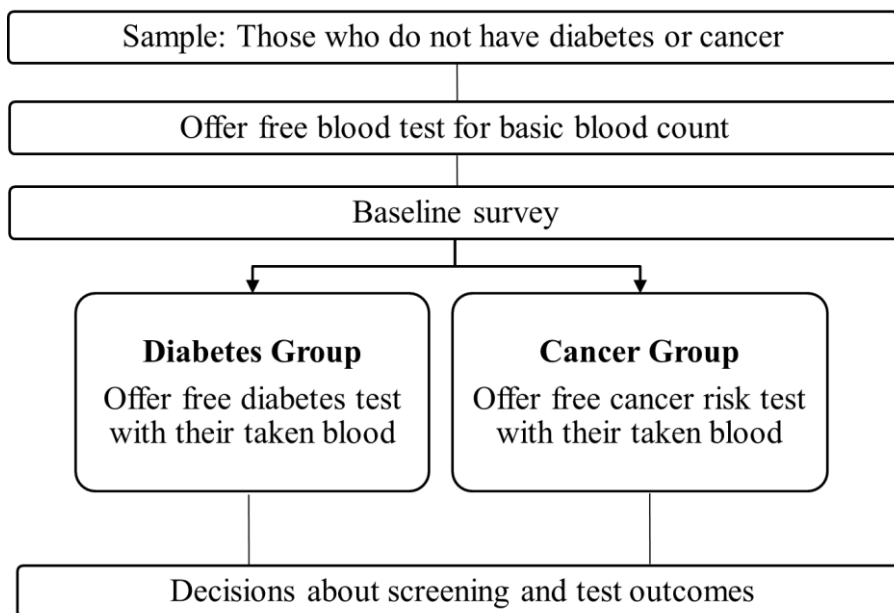 Sample: Those who do not have diabetes or cancer
Offer free blood test for basic blood count
Baseline survey
Diabetes Group
Offer free diabetes test
with their taken blood
Cancer Group
Offer free cancer risk test
with their taken blood
Decisions about screening and test outcomes